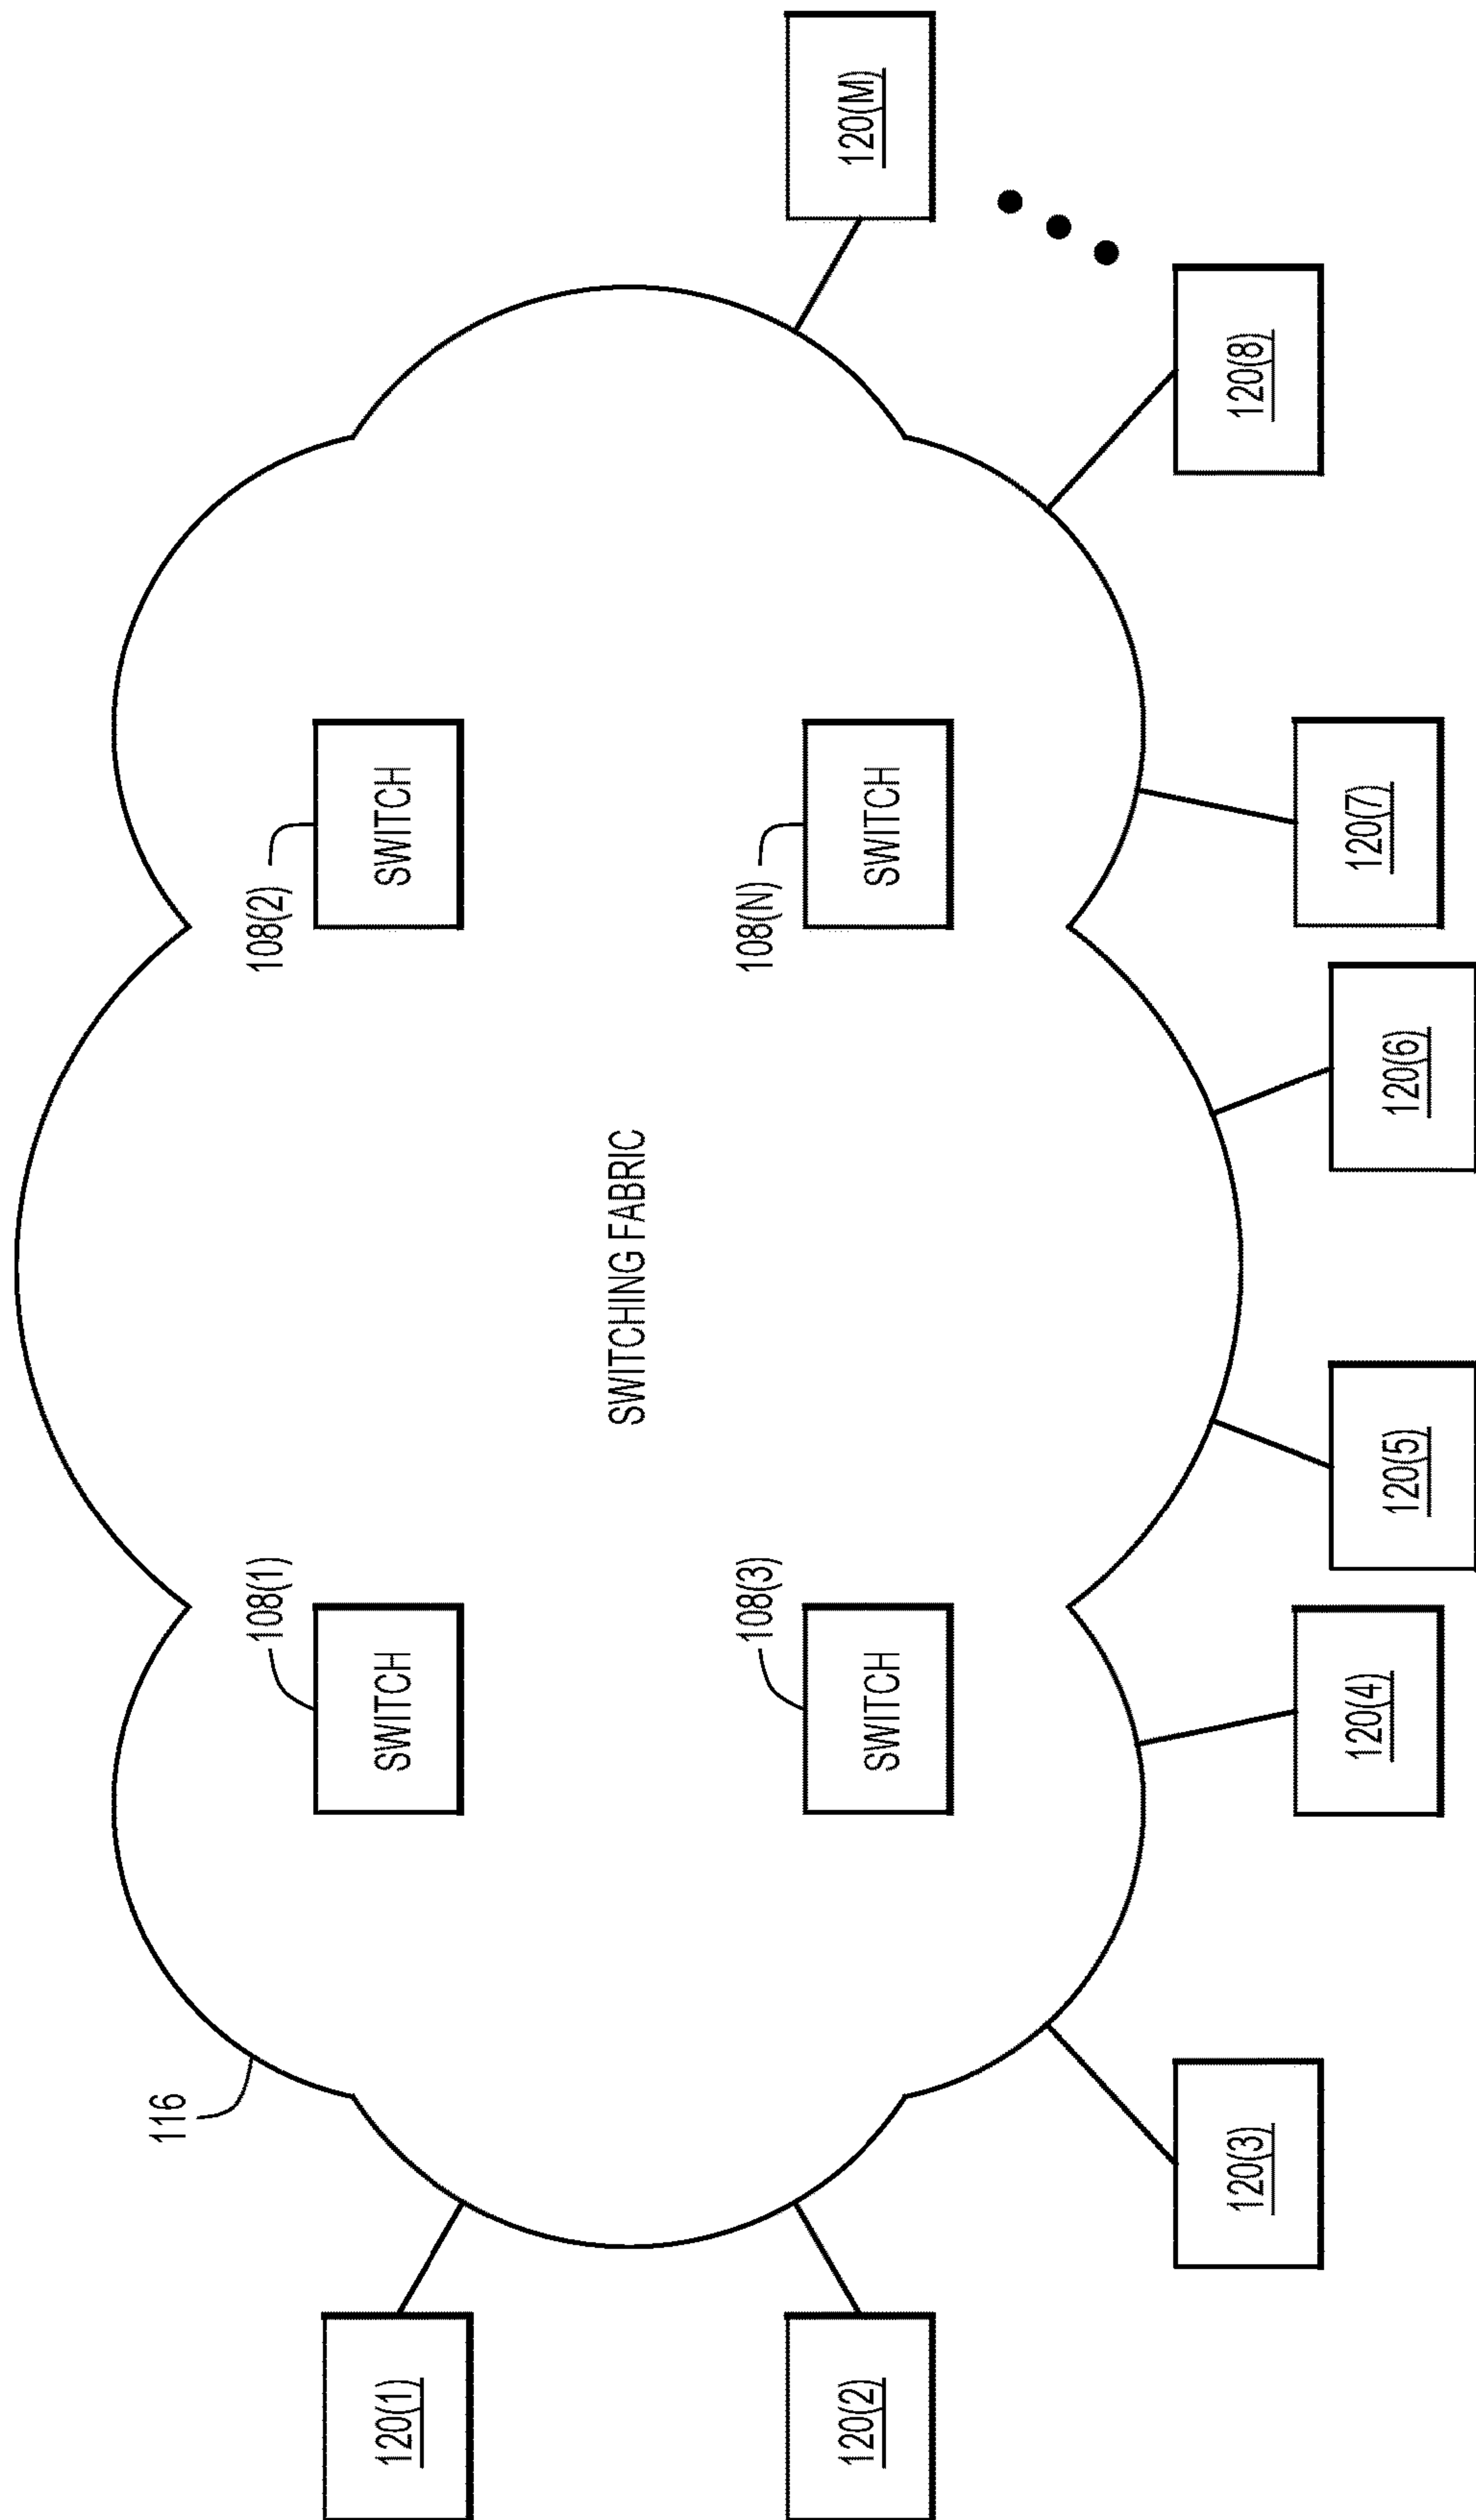 116
108(1)
SWITCH
108(2)
SWITCH
SWITCHING FABRIC
108(3)
SWITCH
108(N)
SWITCH
120(1)
120(2)
120(3)
120(4)
120(5)
120(6)
120(7)
120(8)
120(M)